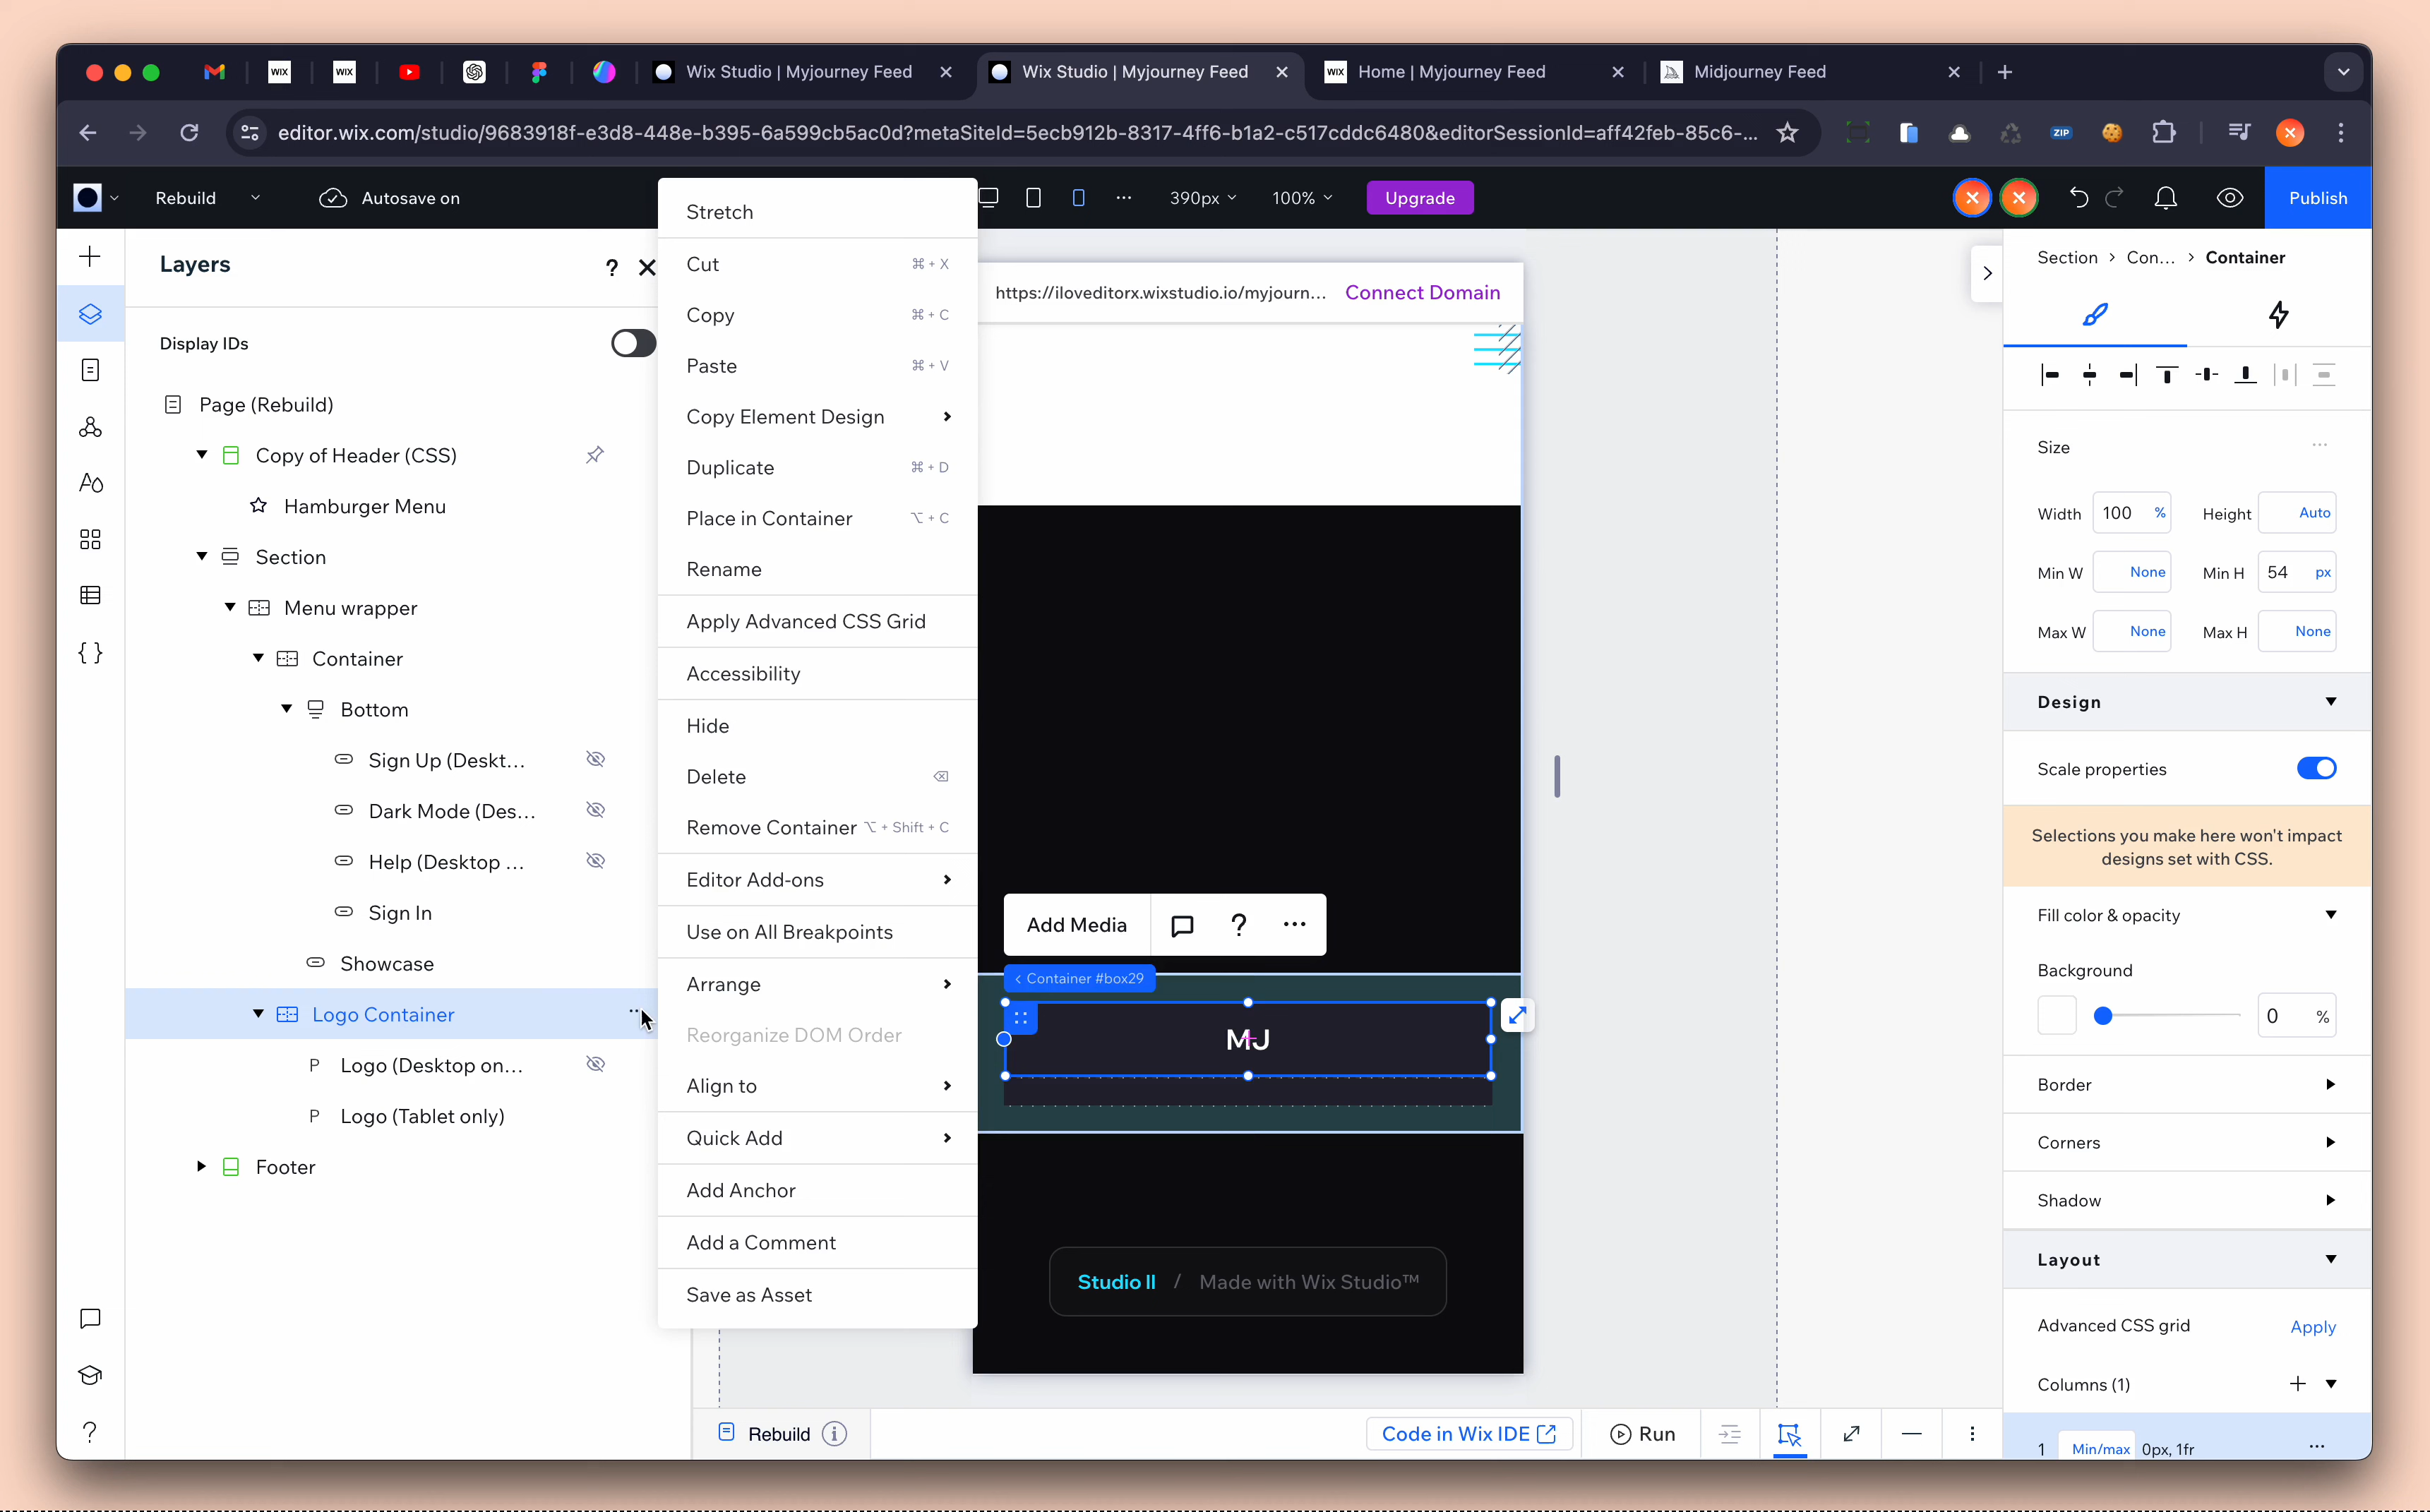 WIX
WIX
Wix Studio | Myjourney Feed
Wix Studio | Myjourney Feed
WIX
Home | Myjourney Feed
Midjourney Feed
editor.wix.com/studio/9683918f-e3d8-448e-b395-6a599cb5ac0d?metaSiteId=5ecb912b-8317-4ff6-b1a2-c517cddc6480&editorSessionId=aff42feb-85c6-...
ZIP
Rebuild
Autosave on
390px
100%
Upgrade
Publish
Layers
?
Display IDs
Page (Rebuild)
Copy of Header (CSS)
Hamburger Menu
Section
Menu wrapper
Container
Bottom
Sign Up (Deskt...
Dark Mode (Des...
Help (Desktop ...
Sign In
Showcase
Logo Container
P Logo (Desktop on...
P Logo (Tablet only)
Footer
Stretch
Cut ⌘ + X
Copy ⌘ + C
Paste ⌘ + V
Copy Element Design
Duplicate ⌘ + D
Place in Container ⌥ + C
Rename
Apply Advanced CSS Grid
Accessibility
Hide
Delete
Remove Container ⌥ + Shift + C
Editor Add-ons
Use on All Breakpoints
Arrange
Reorganize DOM Order
Align to
Quick Add
Add Anchor
Add a Comment
Save as Asset
https://iloveditorx.wixstudio.io/myjourn...
Connect Domain
Add Media
?
< Container #box29
MJ
Studio II / Made with Wix Studio™
Rebuild
Code in Wix IDE
Run
Section > Con... > Container
Size
Width 100 % Height Auto
Min W None Min H 54 px
Max W None Max H None
Design
Scale properties
Selections you make here won't impact
designs set with CSS.
Fill color & opacity
Background
0 %
Border
Corners
Shadow
Layout
Advanced CSS grid Apply
Columns (1)
1 Min/max 0px, 1fr